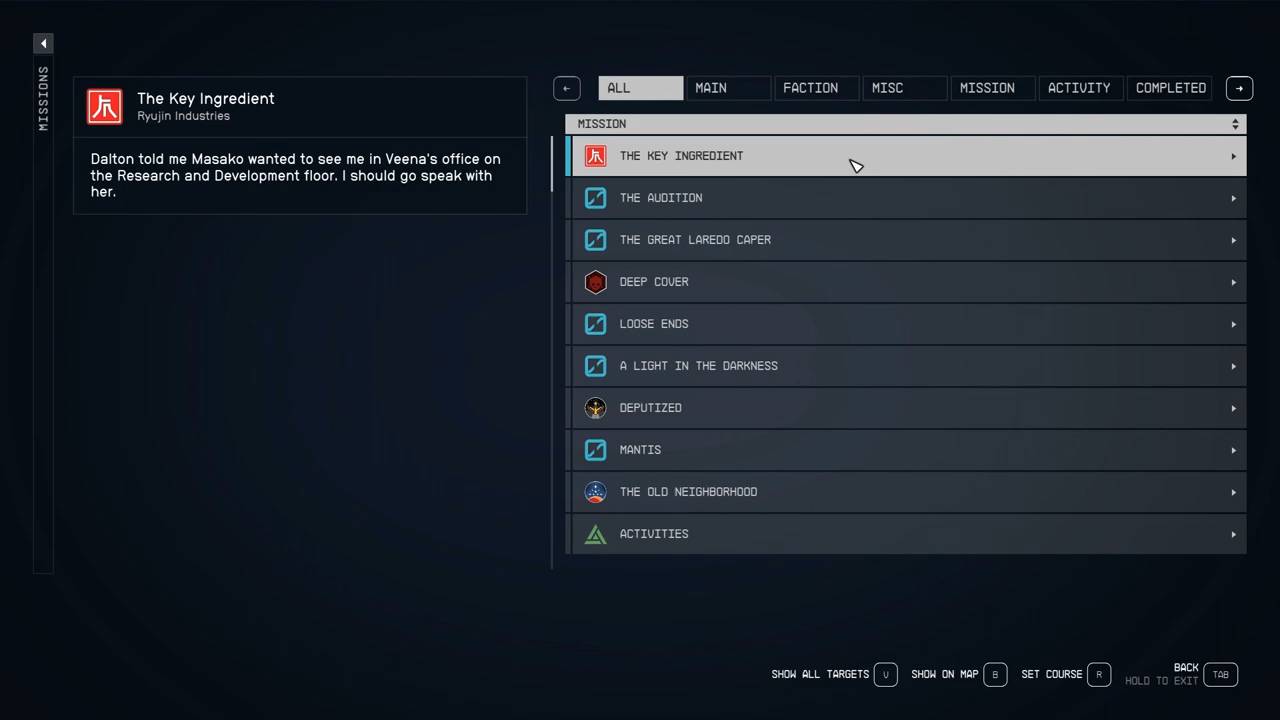 MISSIONS
The Key Ingredient
Ryujin Industries
Dalton told me Masako wanted to see me in Veena's office on
the Research and Development floor. I should go speak with
her.
ALL
MAIN
FACTION
MISC
MISSION
ACTIVITY
COMPLETED
MISSION
THE KEY INGREDIENT
THE AUDITION
THE GREAT LAREDO CAPER
DEEP COVER
LOOSE ENDS
A LIGHT IN THE DARKNESS
DEPUTIZED
MANTIS
THE OLD NEIGHBORHOOD
ACTIVITIES
SHOW ALL TARGETS V
SHOW ON MAP B
SET COURSE R
BACK
HOLD TO EXIT
TAB